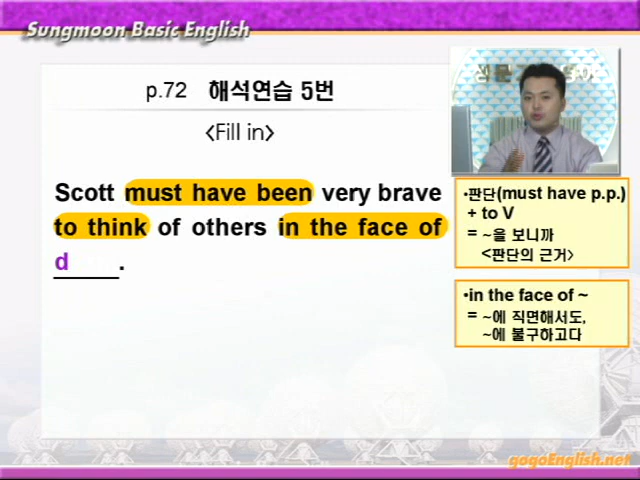 Sungmoon Basic English
p.72 해석연습 5번
<Fill in>
Scott must have been very brave
to think of others in the face of
d_____.
•판단(must have p.p.)
+ to V
= ~을 보니까
<판단의 근거>
•in the face of ~
= ~에 직면해서도,
~에 불구하고다
gogoEnglish.net